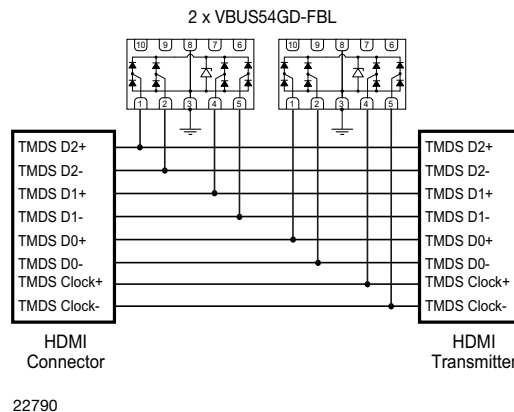 2 x VBUS54GD-FBL
10 9 8 7 6 10 9 8 7 6
1 2 3 4 5 1 2 3 4 5
TMDS D2+ TMDS D2+
TMDS D2- TMDS D2-
TMDS D1+ TMDS D1+
TMDS D1- TMDS D1-
TMDS D0+ TMDS D0+
TMDS D0- TMDS D0-
TMDS Clock+ TMDS Clock+
TMDS Clock- TMDS Clock-
HDMI HDMI
Connector Transmitter
22790